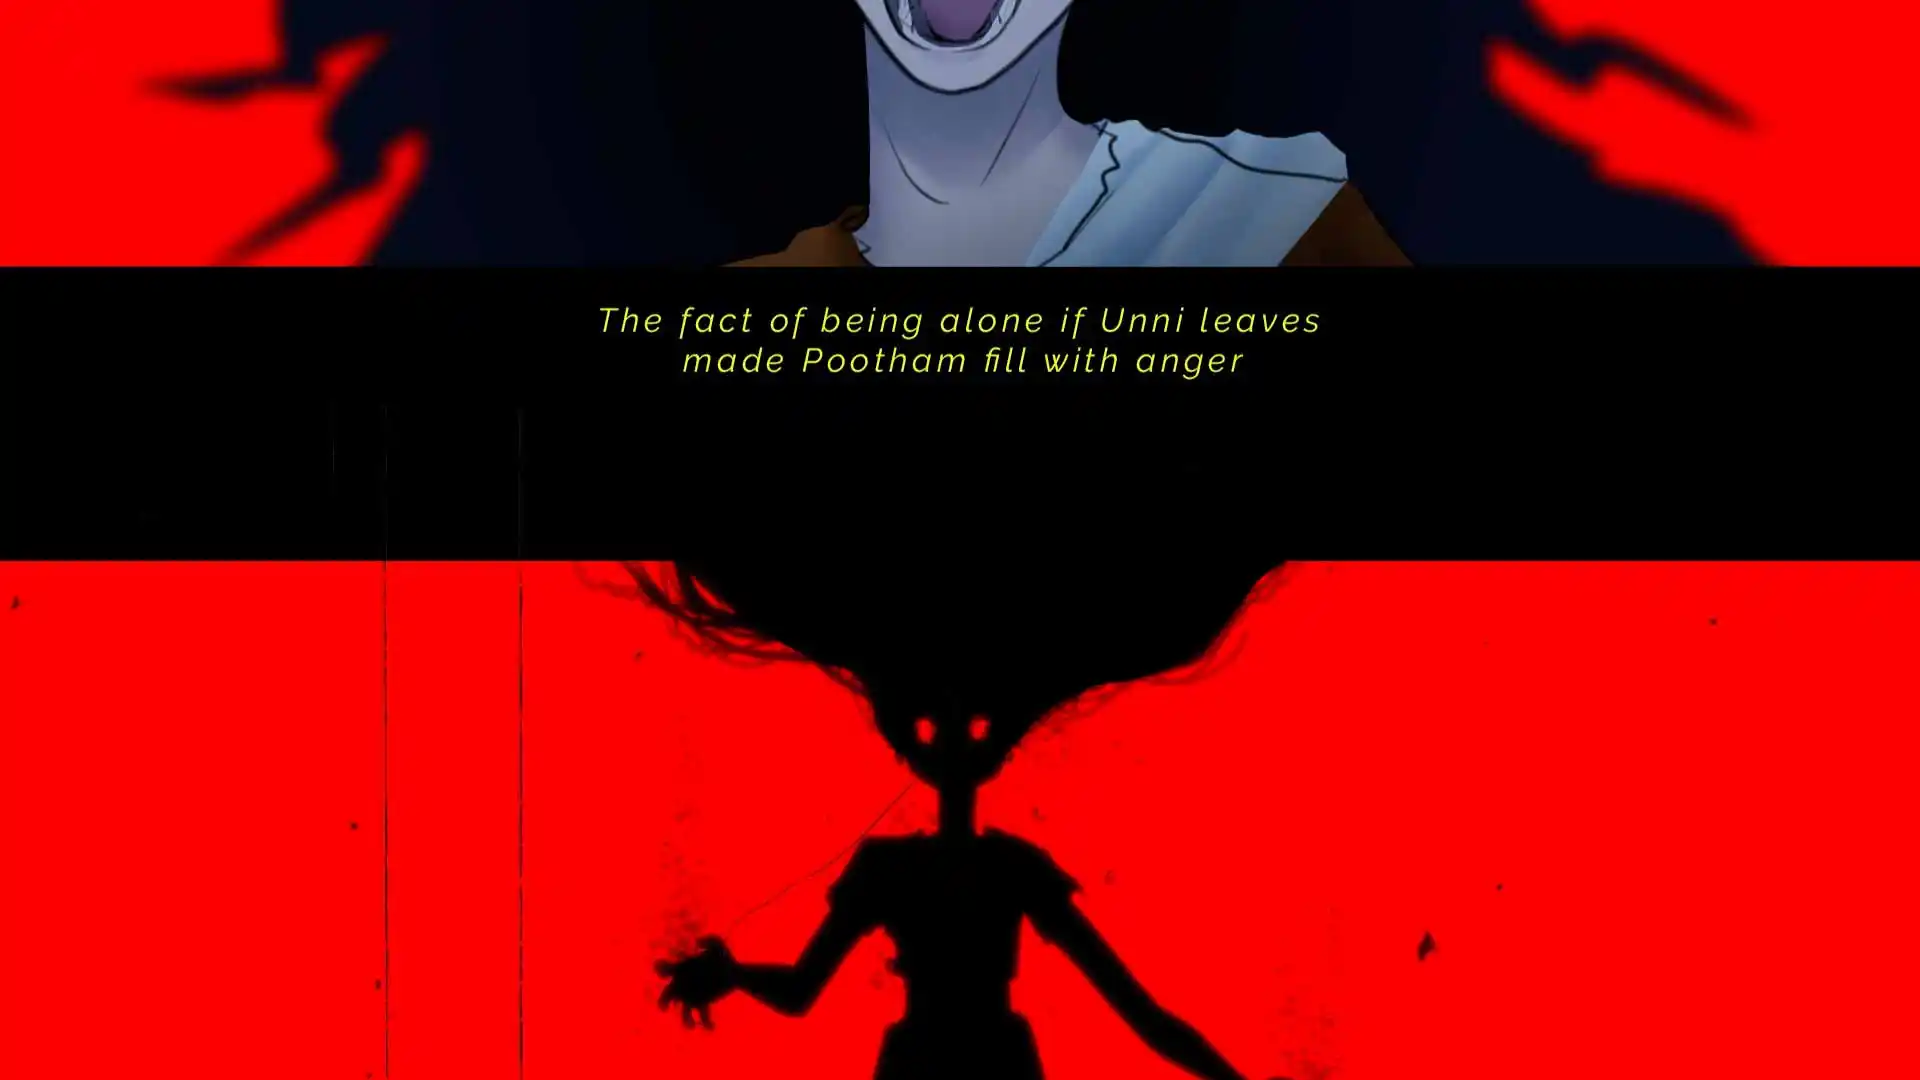 The fact of being alone if Unni leaves
made Pootham fill with anger